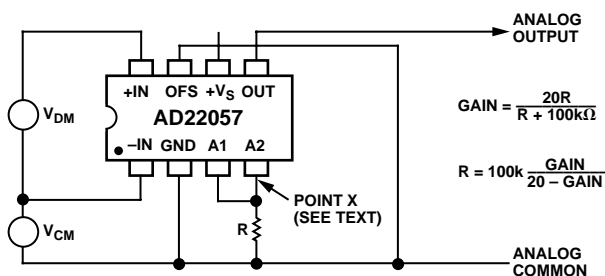 ANALOG
OUTPUT
+IN OFS +VS OUT
AD22057
–IN GND A1 A2
VDM
VCM
GAIN = 20R / R + 100kΩ
R = 100k GAIN / 20 – GAIN
POINT X
(SEE TEXT)
R
ANALOG
COMMON